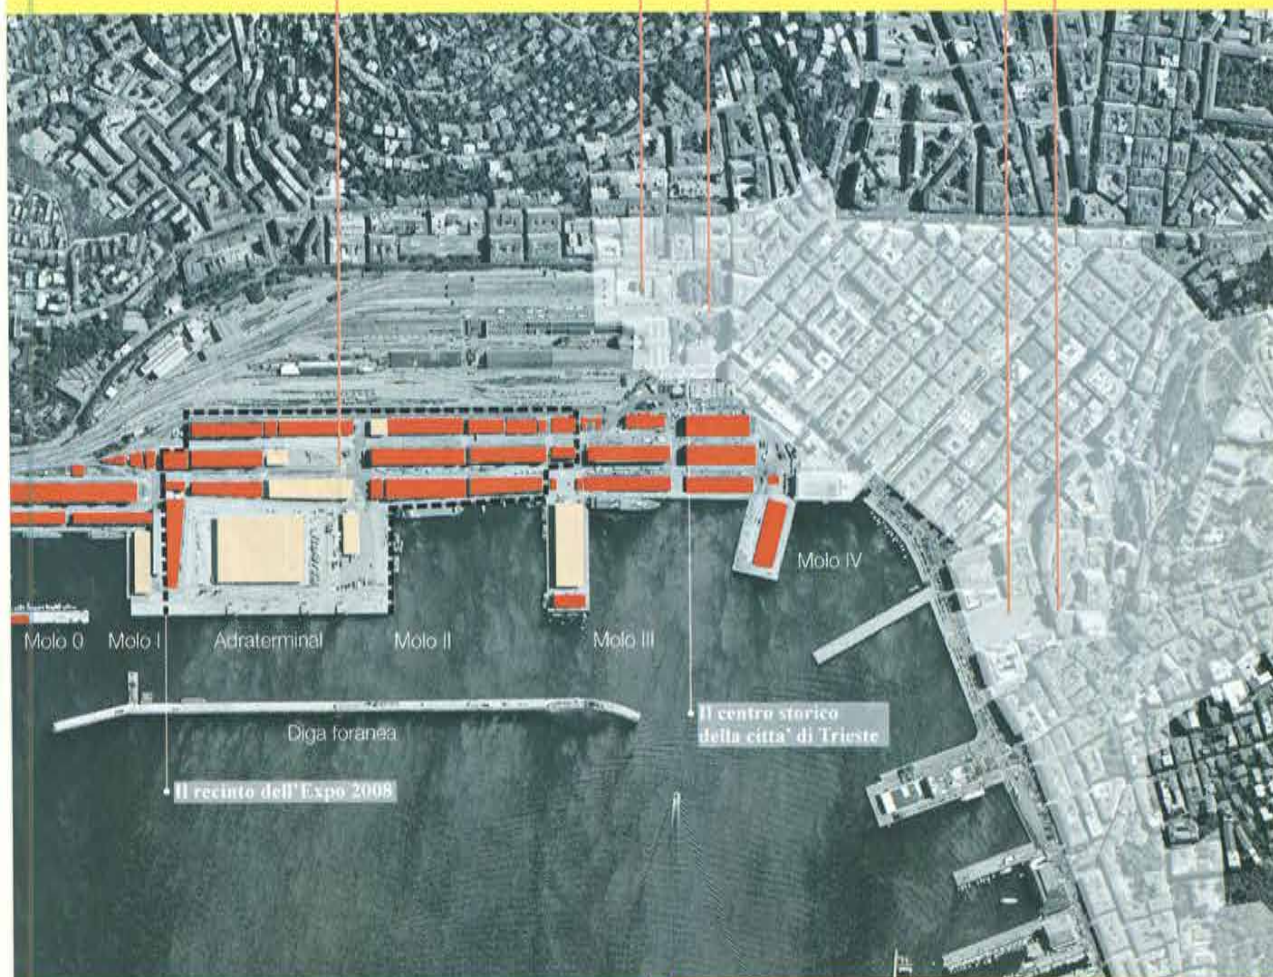 Molo IV
Molo 0
Molo I
Adraterminal
Molo II
Molo III
Diga foranea
Il centro storico
della citta' di Trieste
Il recinto dell'Expo 2008